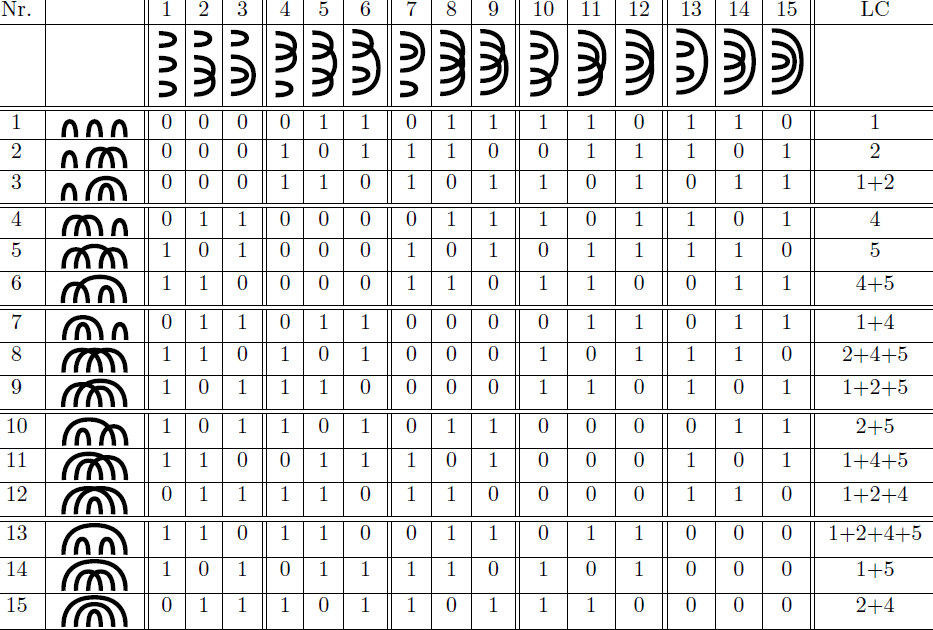 Nr. 1 2 3 4 5 6 7 8 9 10 11 12 13 14 15 LC
1 0 0 0 0 1 1 0 1 1 1 1 0 1 1 0 1
2 0 0 0 1 0 1 1 1 0 0 1 1 1 0 1 2
3 0 0 0 1 1 0 1 0 1 1 0 1 0 1 1 1+2
4 0 1 1 0 0 0 0 1 1 1 0 1 1 0 1 4
5 1 0 1 0 0 0 1 0 1 0 1 1 1 1 0 5
6 1 1 0 0 0 0 1 1 0 1 1 0 0 1 1 4+5
7 0 1 1 0 1 1 0 0 0 0 1 1 0 1 1 1+4
8 1 1 0 1 0 1 0 0 0 1 0 1 1 1 0 2+4+5
9 1 0 1 1 1 0 0 0 0 1 1 0 1 0 1 1+2+5
10 1 0 1 1 0 1 0 1 1 0 0 0 0 1 1 2+5
11 1 1 0 0 1 1 1 0 1 0 0 0 1 0 1 1+4+5
12 0 1 1 1 1 0 1 1 0 0 0 0 1 1 0 1+2+4
13 1 1 0 1 1 0 0 1 1 0 1 1 0 0 0 1+2+4+5
14 1 0 1 0 1 1 1 1 0 1 0 1 0 0 0 1+5
15 0 1 1 1 0 1 1 0 1 1 1 0 0 0 0 2+4